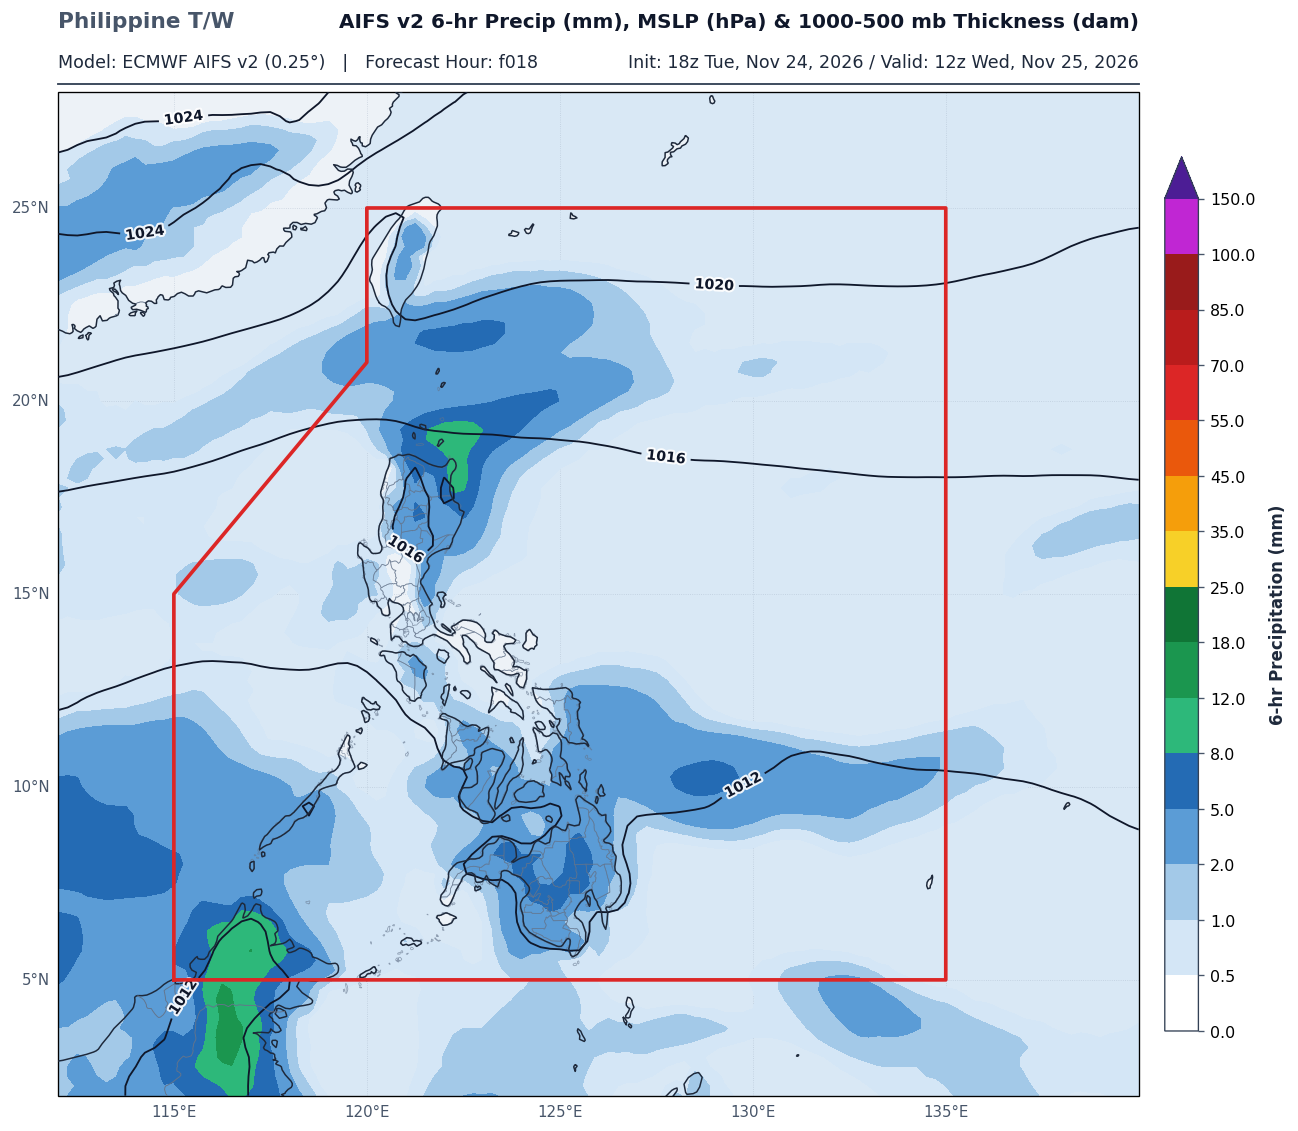 Philippine T/W
AIFS v2 6-hr Precip (mm), MSLP (hPa) & 1000-500 mb Thickness (dam)
Model: ECMWF AIFS v2 (0.25°) | Forecast Hour: f018
Init: 18z Tue, Nov 24, 2026 / Valid: 12z Wed, Nov 25, 2026
1024
1024
1020
1016
1016
1012
1012
25°N
20°N
15°N
10°N
5°N
115°E
120°E
125°E
130°E
135°E
150.0
100.0
85.0
70.0
55.0
45.0
35.0
25.0
18.0
12.0
8.0
5.0
2.0
1.0
0.5
0.0
6-hr Precipitation (mm)